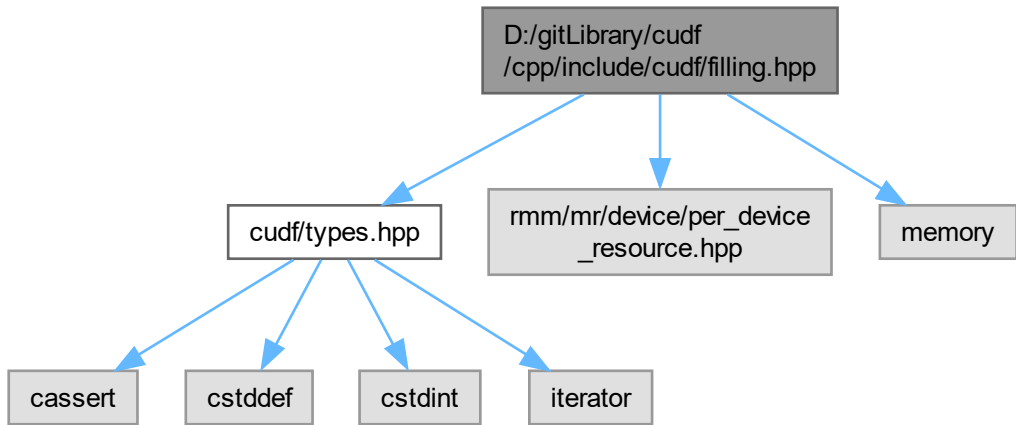 D:/gitLibrary/cudf
/cpp/include/cudf/filling.hpp
cudf/types.hpp
rmm/mr/device/per_device
_resource.hpp
memory
cassert
cstddef
cstdint
iterator